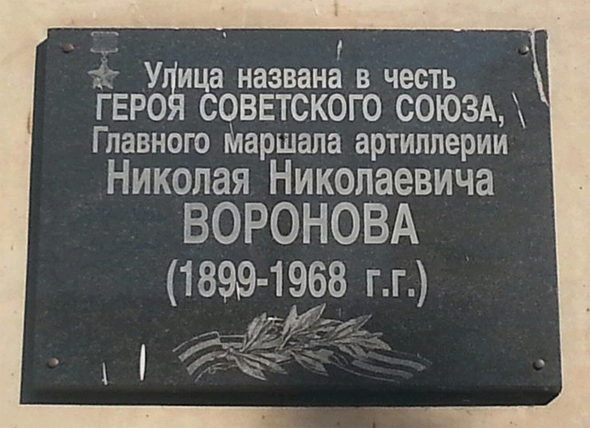 Улица названа в честь
ГЕРОЯ СОВЕТСКОГО СОЮЗА,
Главного маршала артиллерии
Николая Николаевича
ВОРОНОВА
(1899-1968 г.г.)